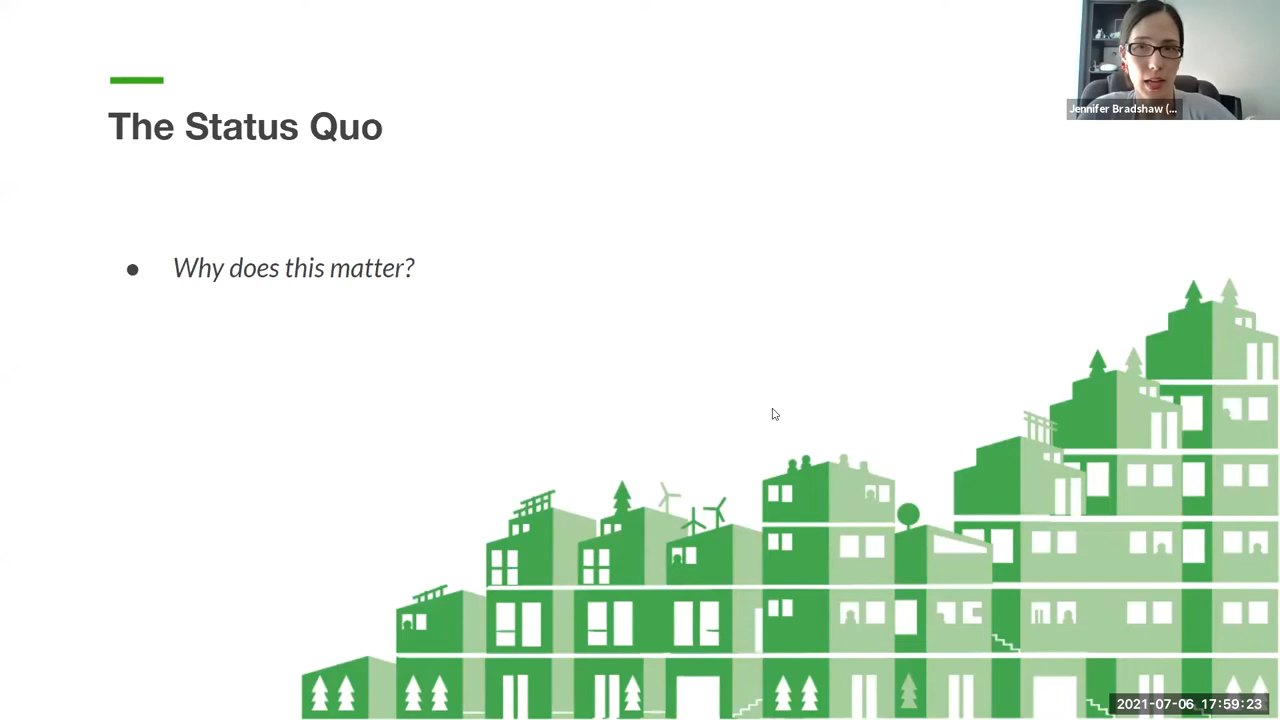 The Status Quo
● Why does this matter?
Jennifer Bradshaw (...
2021-07-06 17:59:23